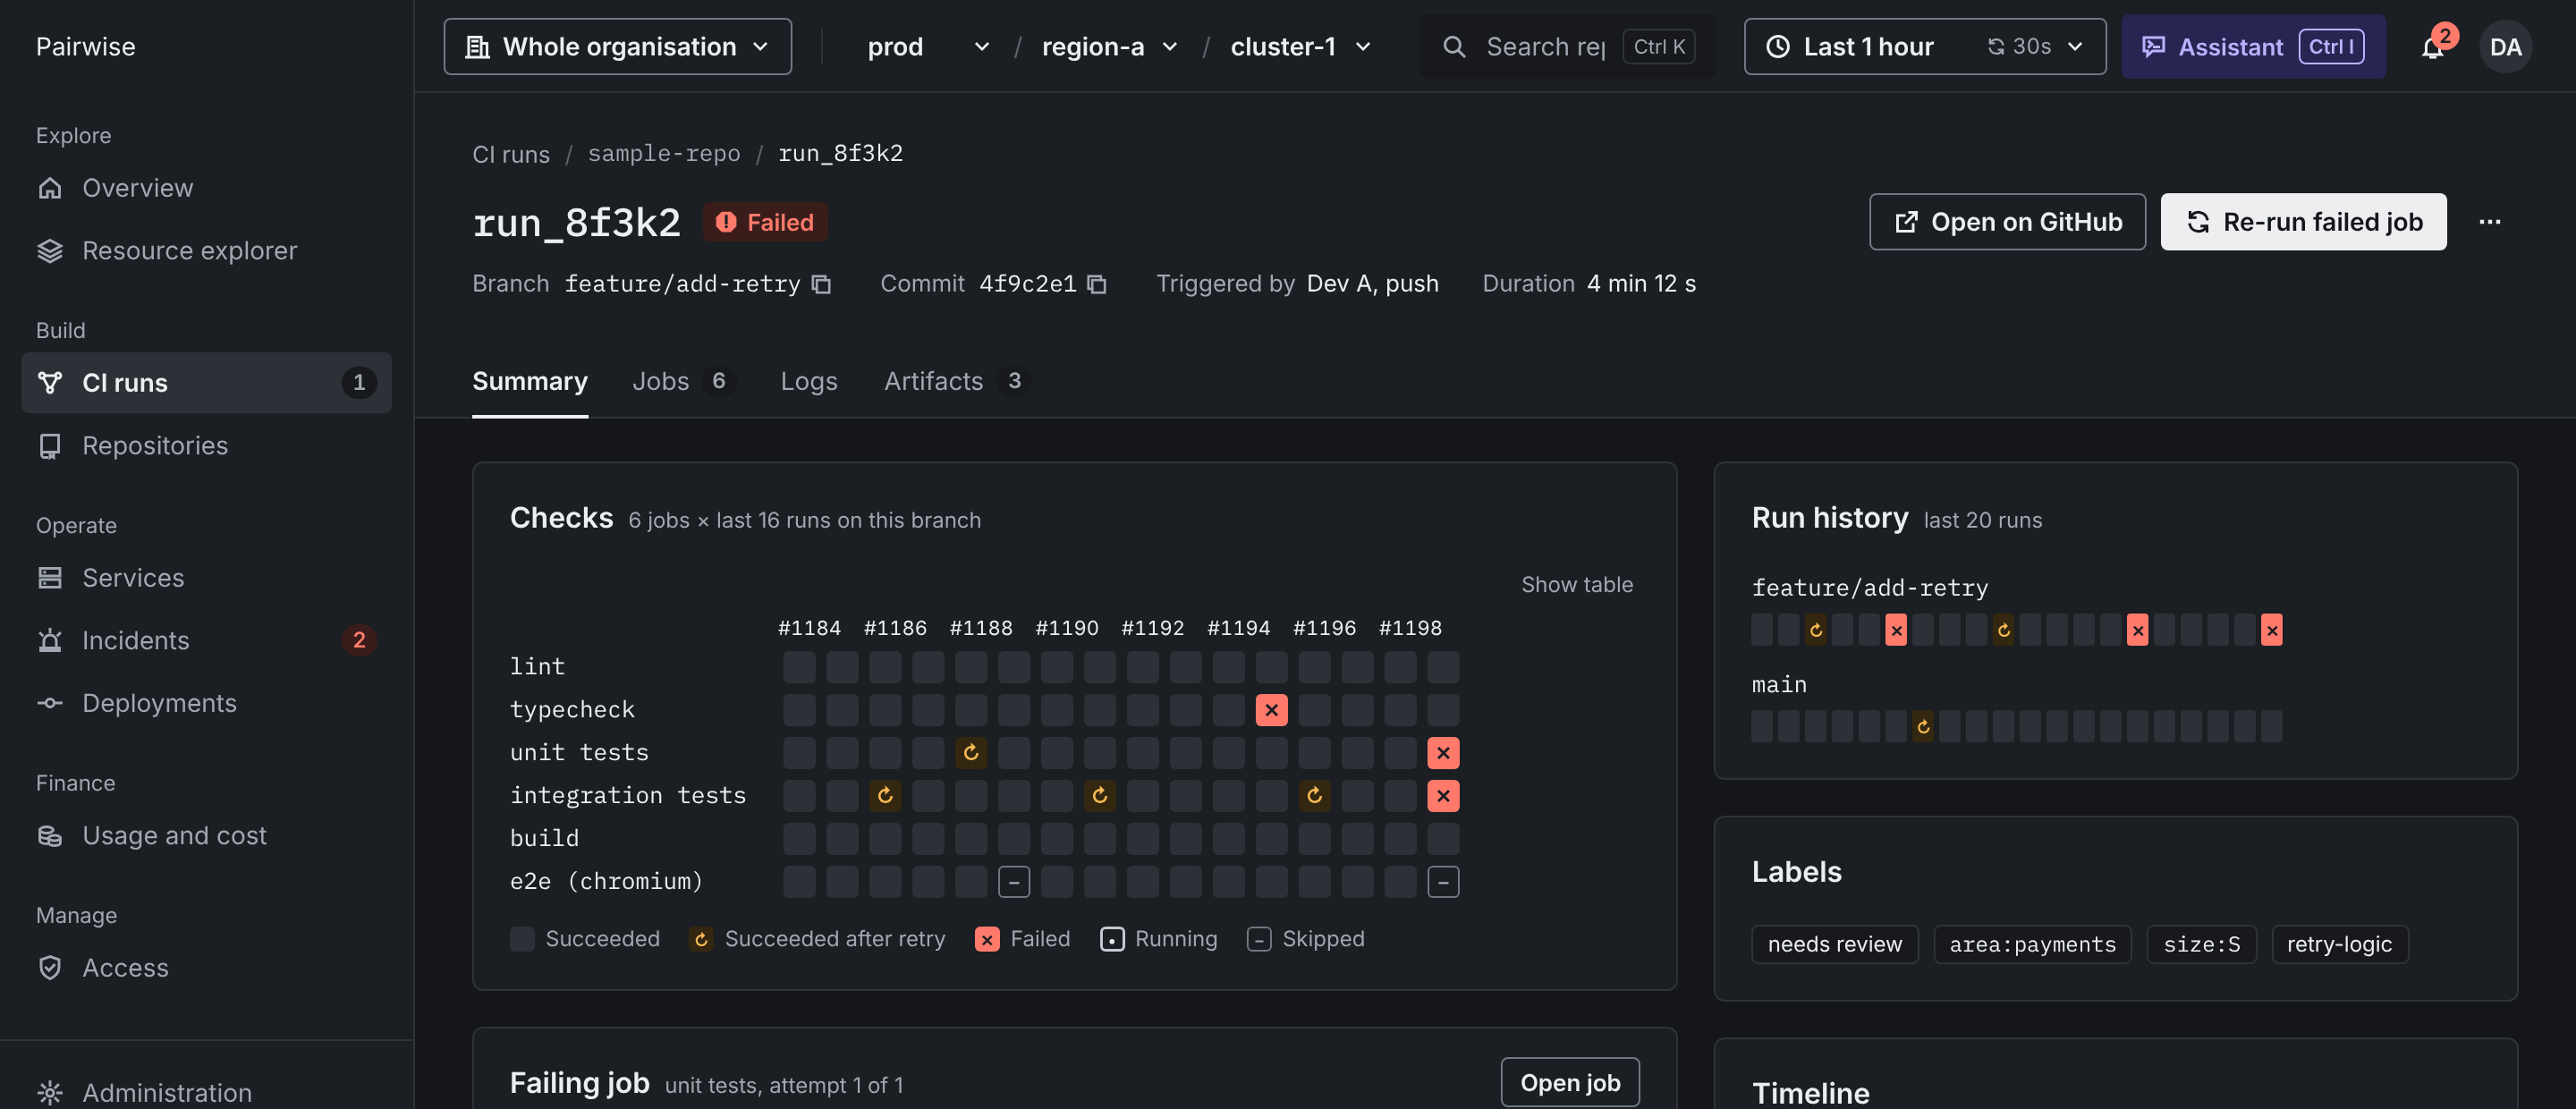 Pairwise
Whole organisation
prod / region-a / cluster-1
Search rep Ctrl K
Last 1 hour 30s
Assistant Ctrl I
2
DA
Explore
Overview
Resource explorer
Build
CI runs 1
Repositories
Operate
Services
Incidents 2
Deployments
Finance
Usage and cost
Manage
Access
Administration
CI runs / sample-repo / run_8f3k2
run_8f3k2 Failed
Open on GitHub
Re-run failed job
Branch feature/add-retry Commit 4f9c2e1 Triggered by Dev A, push Duration 4 min 12 s
Summary Jobs 6 Logs Artifacts 3
Checks 6 jobs × last 16 runs on this branch
Show table
#1184 #1186 #1188 #1190 #1192 #1194 #1196 #1198
lint
typecheck
unit tests
integration tests
build
e2e (chromium)
Succeeded Succeeded after retry Failed Running Skipped
Failing job unit tests, attempt 1 of 1
Open job
Run history last 20 runs
feature/add-retry
main
Labels
needs review area:payments size:S retry-logic
Timeline